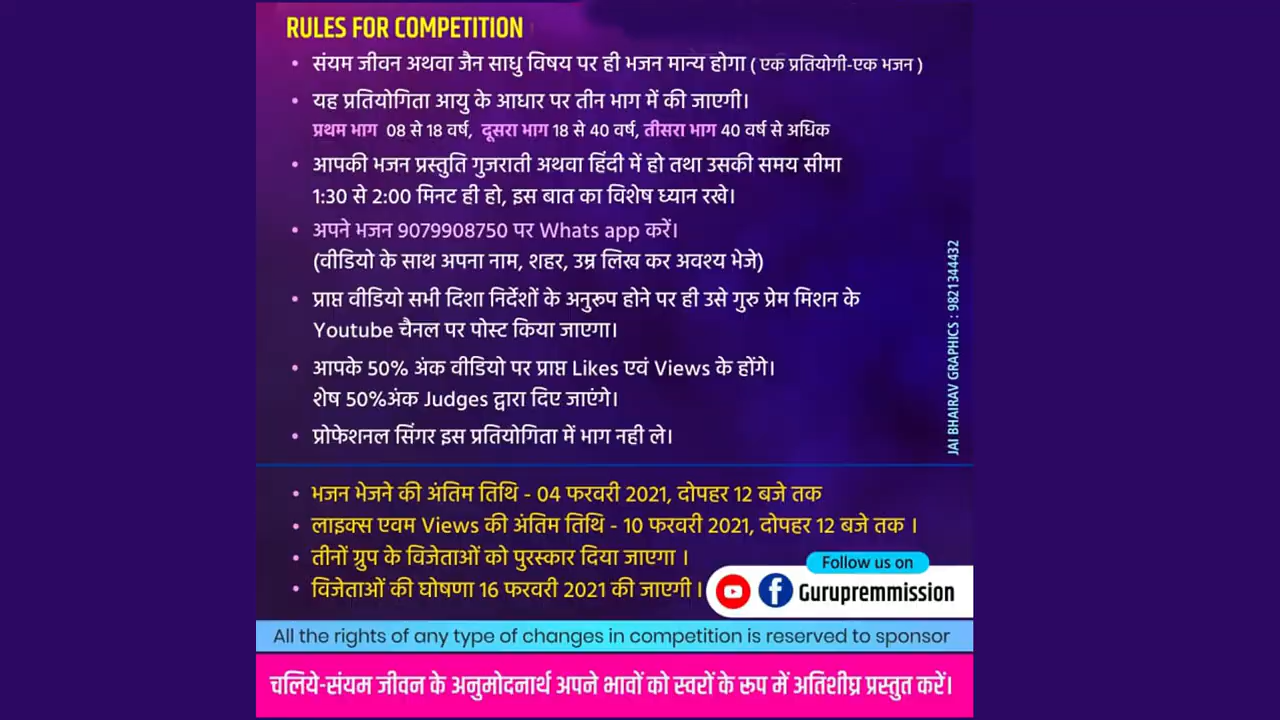 RULES FOR COMPETITION
• संयम जीवन अथवा जैन साधु विषय पर ही भजन मान्य होगा ( एक प्रतियोगी-एक भजन )
• यह प्रतियोगिता आयु के आधार पर तीन भाग में की जाएगी।
प्रथम भाग 08 से 18 वर्ष, दूसरा भाग 18 से 40 वर्ष, तीसरा भाग 40 वर्ष से अधिक
• आपकी भजन प्रस्तुति गुजराती अथवा हिंदी में हो तथा उसकी समय सीमा
1:30 से 2:00 मिनट ही हो, इस बात का विशेष ध्यान रखे।
• अपने भजन 9079908750 पर Whats app करें।
(वीडियो के साथ अपना नाम, शहर, उम्र लिख कर अवश्य भेजे)
• प्राप्त वीडियो सभी दिशा निर्देशों के अनुरूप होने पर ही उसे गुरु प्रेम मिशन के
Youtube चैनल पर पोस्ट किया जाएगा।
• आपके 50% अंक वीडियो पर प्राप्त Likes एवं Views के होंगे।
शेष 50%अंक Judges द्वारा दिए जाएंगे।
• प्रोफेशनल सिंगर इस प्रतियोगिता में भाग नही ले।
JAI BHAIRAV GRAPHICS : 9821344432
• भजन भेजने की अंतिम तिथि - 04 फरवरी 2021, दोपहर 12 बजे तक
• लाइक्स एवम Views की अंतिम तिथि - 10 फरवरी 2021, दोपहर 12 बजे तक ।
• तीनों ग्रुप के विजेताओं को पुरस्कार दिया जाएगा ।
• विजेताओं की घोषणा 16 फरवरी 2021 की जाएगी ।
Follow us on
Gurupremmission
All the rights of any type of changes in competition is reserved to sponsor
चलिये-संयम जीवन के अनुमोदनार्थ अपने भावों को स्वरों के रूप में अतिशीघ्र प्रस्तुत करें।